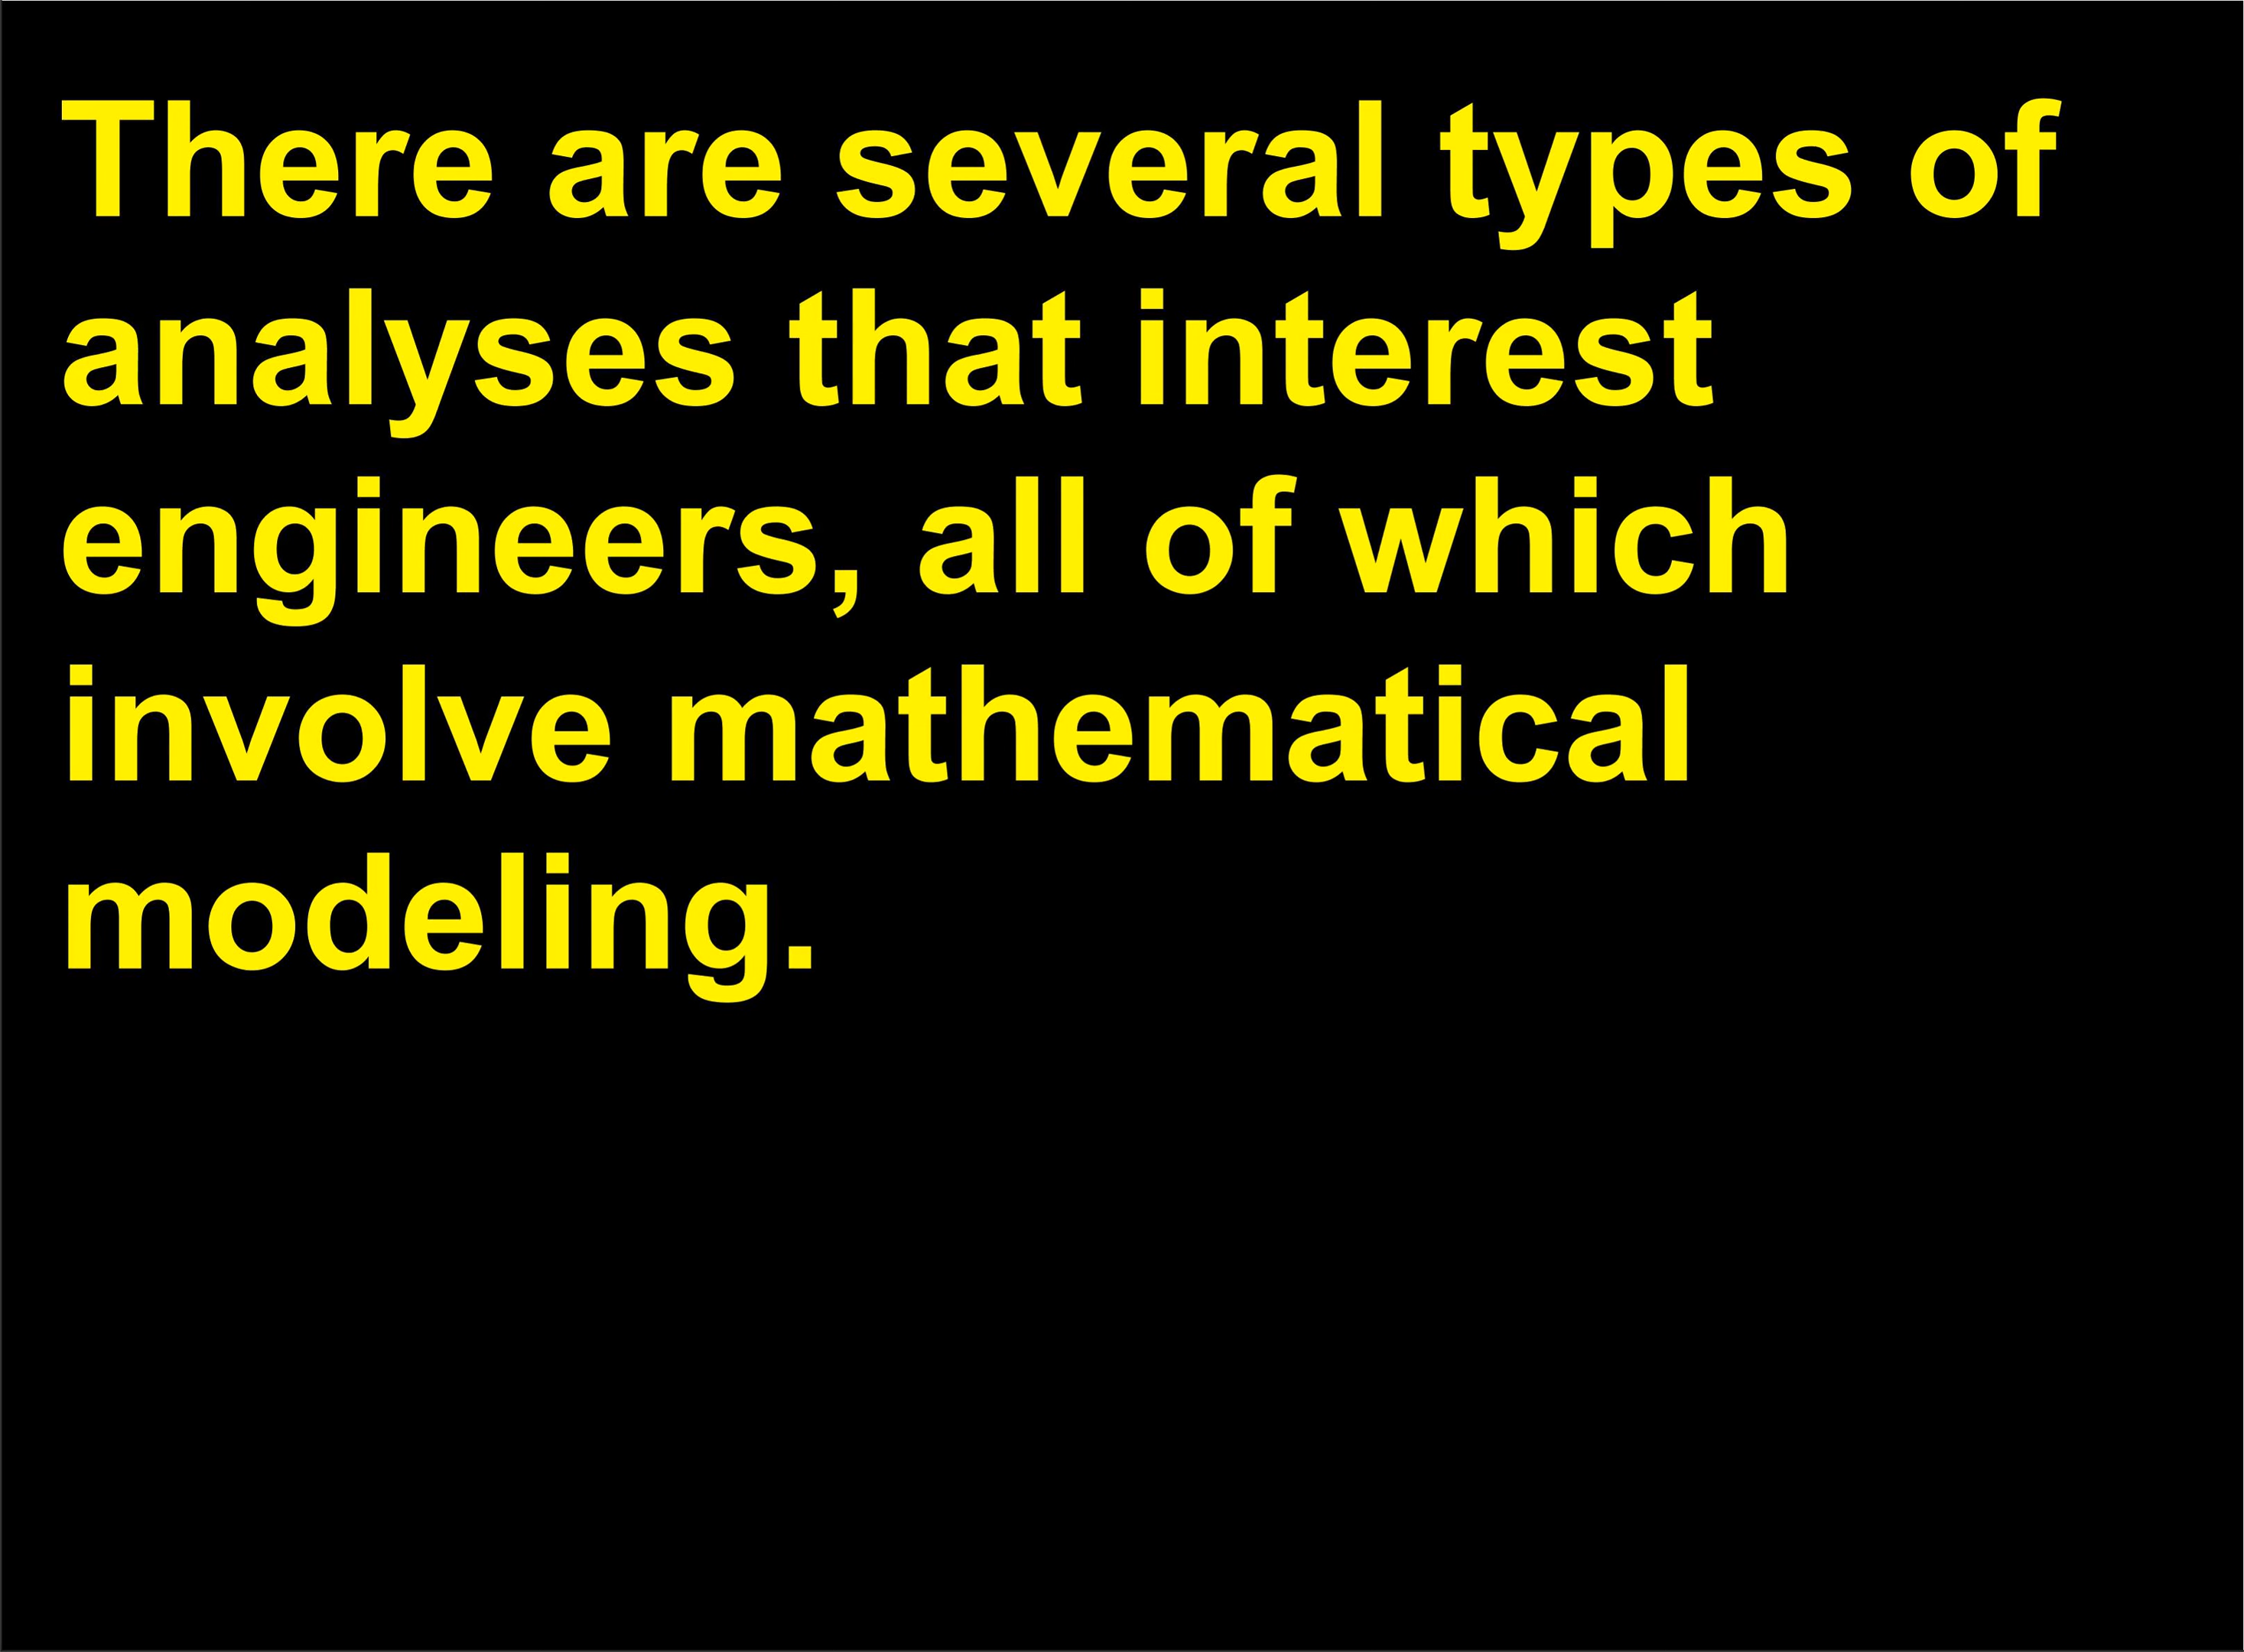 There are several types of
analyses that interest
engineers, all of which
involve mathematical
modeling.